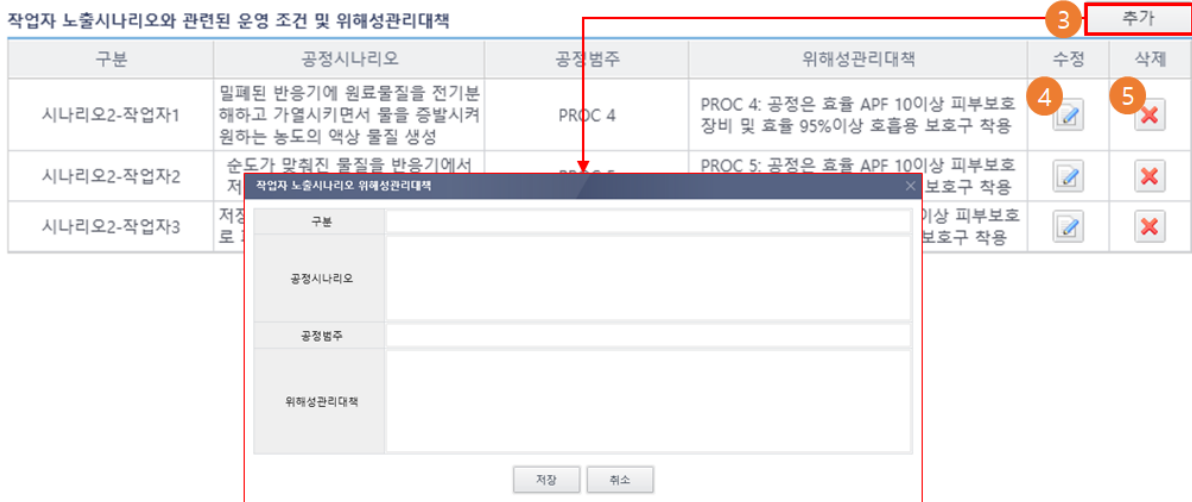 작업자 노출시나리오와 관련된 운영 조건 및 위해성관리대책
3
추가
구분 공정시나리오 공정범주 위해성관리대책 수정 삭제
시나리오2-작업자1
밀폐된 반응기에 원료물질을 전기분
해하고 가열시키면서 물을 증발시켜
원하는 농도의 액상 물질 생성
PROC 4
PROC 4: 공정은 효율 APF 10이상 피부보호
장비 및 효율 95%이상 호흡용 보호구 착용
4
5
시나리오2-작업자2
순도가 맞춰진 물질을 반응기에서
PROC 5: 공정은 효율 APF 10이상 피부보호
보호구 착용
시나리오2-작업자3
이상 피부보호
보호구 착용
작업자 노출시나리오 위해성관리대책
구분
공정시나리오
공정범주
위해성관리대책
저장 취소